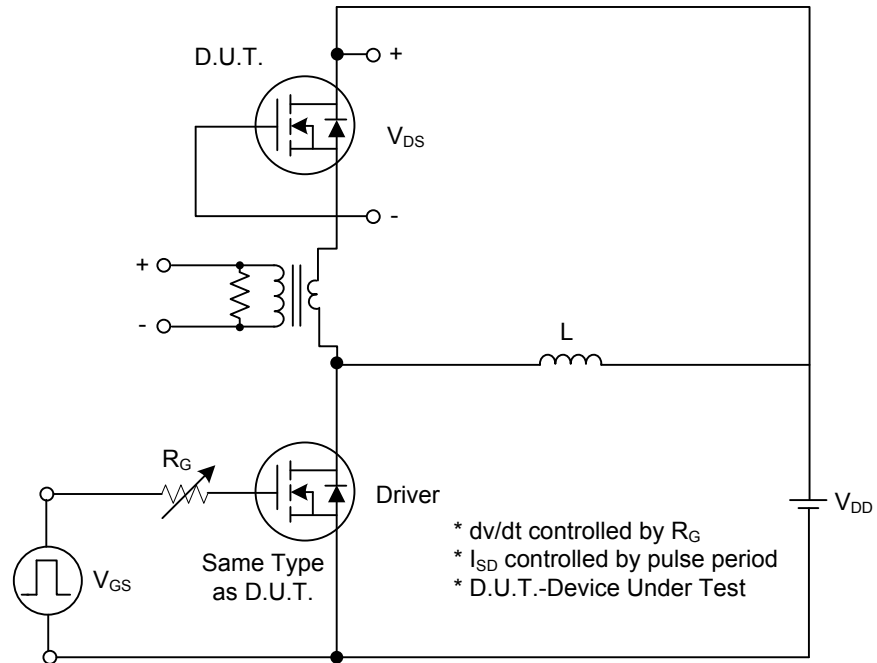 D.U.T.
+
V_DS
-
+
-
L
R_G
Driver
V_DD
V_GS
Same Type
as D.U.T.
* dv/dt controlled by R_G
* I_SD controlled by pulse period
* D.U.T.-Device Under Test